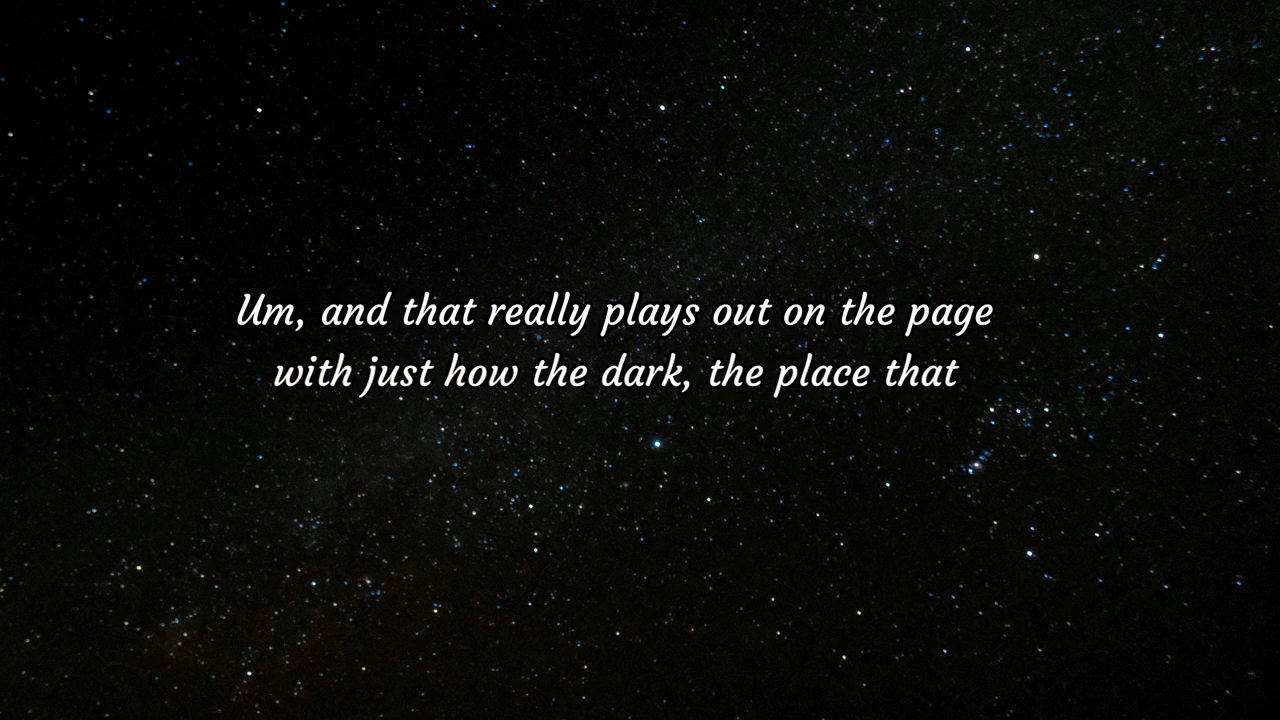 Um, and that really plays out on the page
with just how the dark, the place that